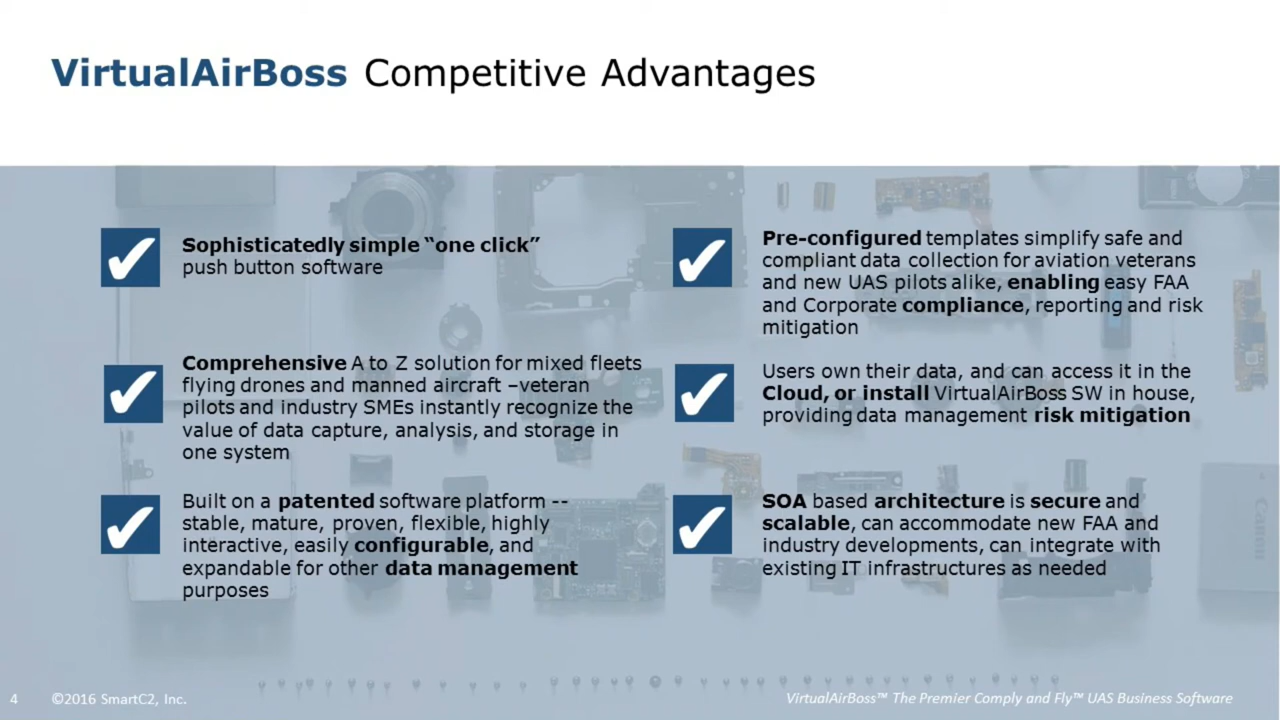 VirtualAirBoss Competitive Advantages
Sophisticatedly simple “one click”
push button software
Comprehensive A to Z solution for mixed fleets
flying drones and manned aircraft –veteran
pilots and industry SMEs instantly recognize the
value of data capture, analysis, and storage in
one system
Built on a patented software platform --
stable, mature, proven, flexible, highly
interactive, easily configurable, and
expandable for other data management
purposes
Pre-configured templates simplify safe and
compliant data collection for aviation veterans
and new UAS pilots alike, enabling easy FAA
and Corporate compliance, reporting and risk
mitigation
Users own their data, and can access it in the
Cloud, or install VirtualAirBoss SW in house,
providing data management risk mitigation
SOA based architecture is secure and
scalable, can accommodate new FAA and
industry developments, can integrate with
existing IT infrastructures as needed
Canon
4 ©2016 SmartC2, Inc.
VirtualAirBoss™ The Premier Comply and Fly™ UAS Business Software